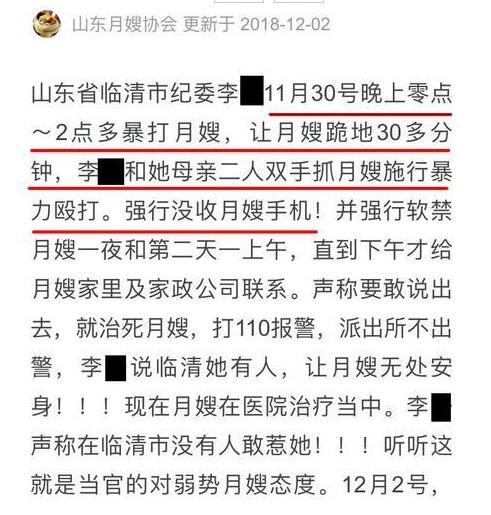 山东月嫂协会 更新于 2018-12-02
山东省临清市纪委李 11月30号晚上零点
～2点多暴打月嫂，让月嫂跪地30多分
钟，李 和她母亲二人双手抓月嫂施行暴
力殴打。强行没收月嫂手机！并强行软禁
月嫂一夜和第二天一上午，直到下午才给
月嫂家里及家政公司联系。声称要敢说出
去，就治死月嫂，打110报警，派出所不出
警，李 说临清她有人，让月嫂无处安
身！！！现在月嫂在医院治疗当中。李
声称在临清市没有人敢惹她！！！听听这
就是当官的对弱势月嫂态度。12月2号，